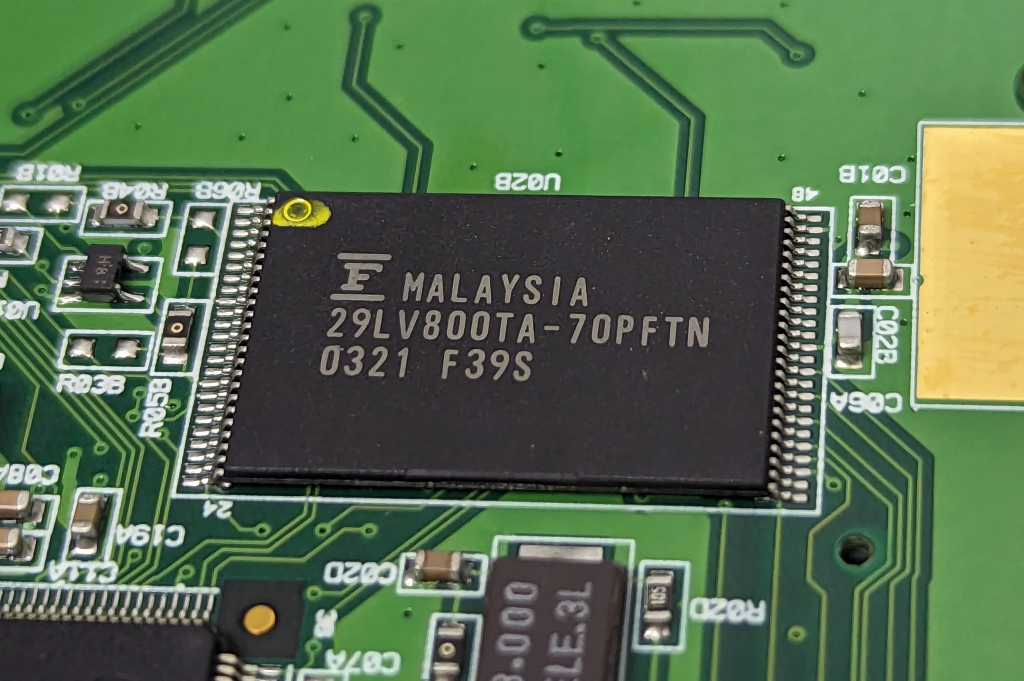 R01B
R04B
R06B
U02B
48
C01B
F MALAYSIA
29LV800TA-70PFTN
0321 F39S
R03B
R05B
C02B
C06A
24
C08A
C19A
C11A
C02D
R02D
C07A